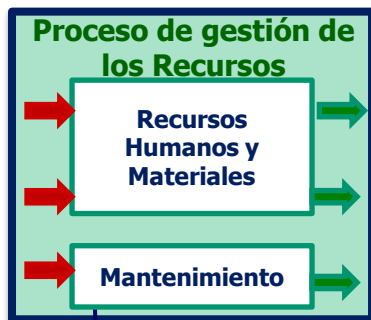 Proceso de gestión de
los Recursos
Recursos
Humanos y
Materiales
Mantenimiento